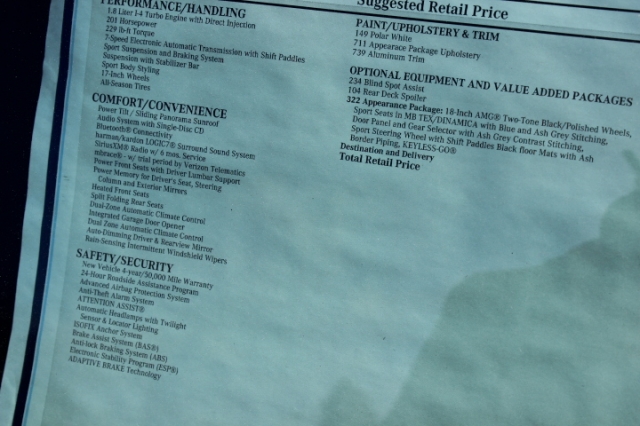 PERFORMANCE/HANDLING
1.8 Liter I-4 Turbo Engine with Direct Injection
201 Horsepower
229 lb-ft Torque
7-Speed Electronic Automatic Transmission with Shift Paddles
Sport Suspension and Braking System
Suspension with Stabilizer Bar
Sport Body Styling
17-Inch Wheels
All-Season Tires
COMFORT/CONVENIENCE
Power Tilt / Sliding Panorama Sunroof
Audio System with Single-Disc CD
Bluetooth® Connectivity
harman/kardon LOGIC7® Surround Sound System
SiriusXM® Radio w/ 6 mos. Service
mbrace® - w/ trial period by Verizon Telematics
Power Front Seats with Driver Lumbar Support
Power Memory for Driver's Seat, Steering
Column and Exterior Mirrors
Heated Front Seats
Split Folding Rear Seats
Dual-Zone Automatic Climate Control
Integrated Garage Door Opener
Dual Zone Automatic Climate Control
Auto-Dimming Driver & Rearview Mirror
Rain-Sensing Intermittent Windshield Wipers
SAFETY/SECURITY
New Vehicle 4-year/50,000 Mile Warranty
24-Hour Roadside Assistance Program
Advanced Airbag Protection System
Anti-Theft Alarm System
ATTENTION ASSIST®
Automatic Headlamps with Twilight
Sensor & Locator Lighting
ISOFIX Anchor System
Brake Assist System (BAS®)
Anti-lock Braking System (ABS)
Electronic Stability Program (ESP®)
ADAPTIVE BRAKE Technology
Suggested Retail Price
PAINT/UPHOLSTERY & TRIM
149 Polar White
711 Appearace Package Upholstery
739 Aluminum Trim
OPTIONAL EQUIPMENT AND VALUE ADDED PACKAGES
234 Blind Spot Assist
104 Rear Deck Spoiler
322 Appearance Package: 18-Inch AMG® Two-Tone Black/Polished Wheels,
Sport Seats in MB TEX/DINAMICA with Blue and Ash Grey Stitching,
Door Panel and Gear Selector with Ash Grey Contrast Stitching,
Sport Steering Wheel with Shift Paddles Black floor Mats with Ash
Border Piping, KEYLESS-GO®
Destination and Delivery
Total Retail Price